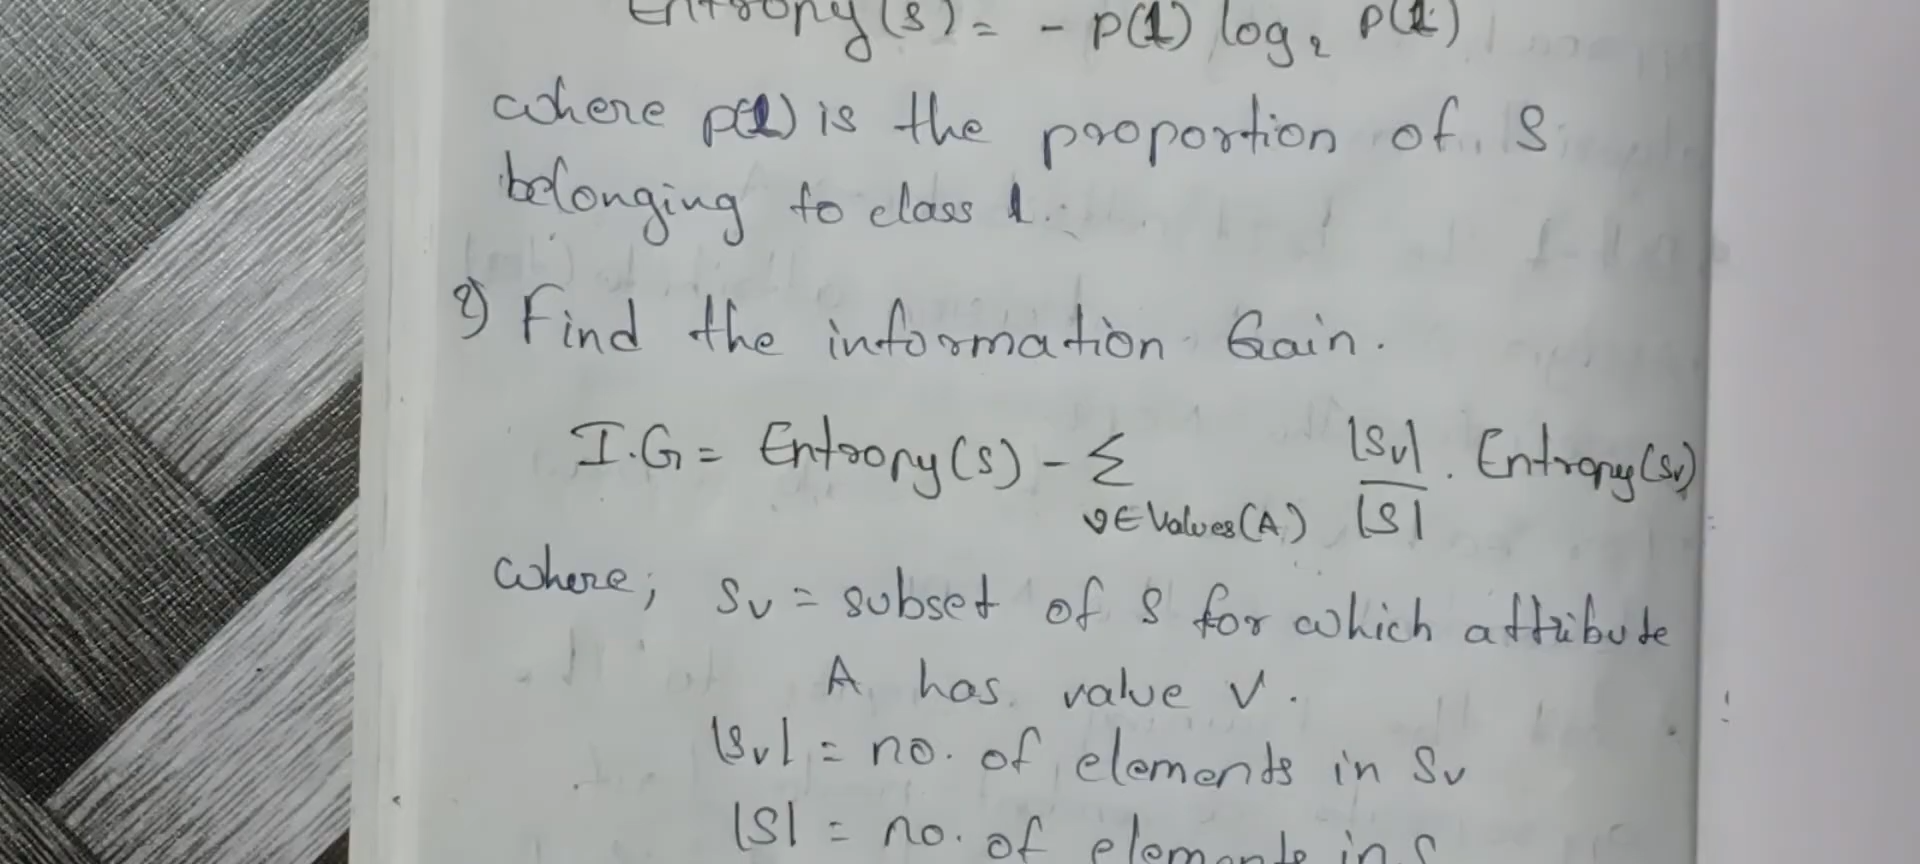 Entropy(S) = - P(1) log₂ P(1)
where p(1) is the proportion of S
belonging to class 1.
2) Find the information Gain.
I.G = Entropy(S) - Σ |Sv| . Entropy(Sv)
v∈Values(A) |S|
where; Sv = subset of S for which attribute
A has value V.
|Sv| = no. of elements in Sv
|S| = no. of elements in S